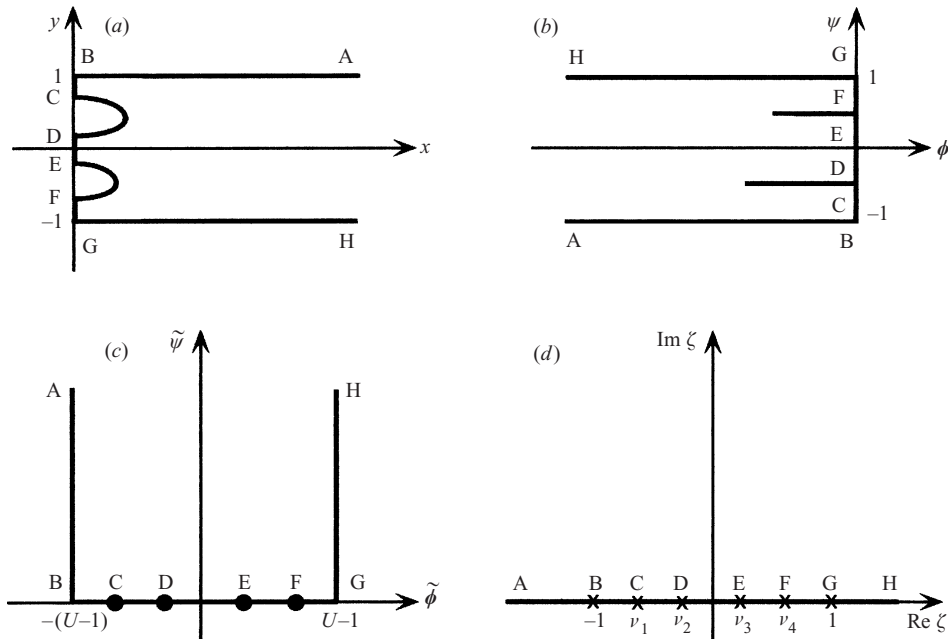 y (a)
B A
1
C
D
x
E
F
–1
G H
(b) ψ
H G
1
F
E
ϕ
D
C
–1
A B
(c) ψ̃
A H
B C D E F G
–(U–1) U–1 ϕ̃
Im ζ (d)
A B C D E F G H
–1 ν1 ν2 ν3 ν4 1 Re ζ